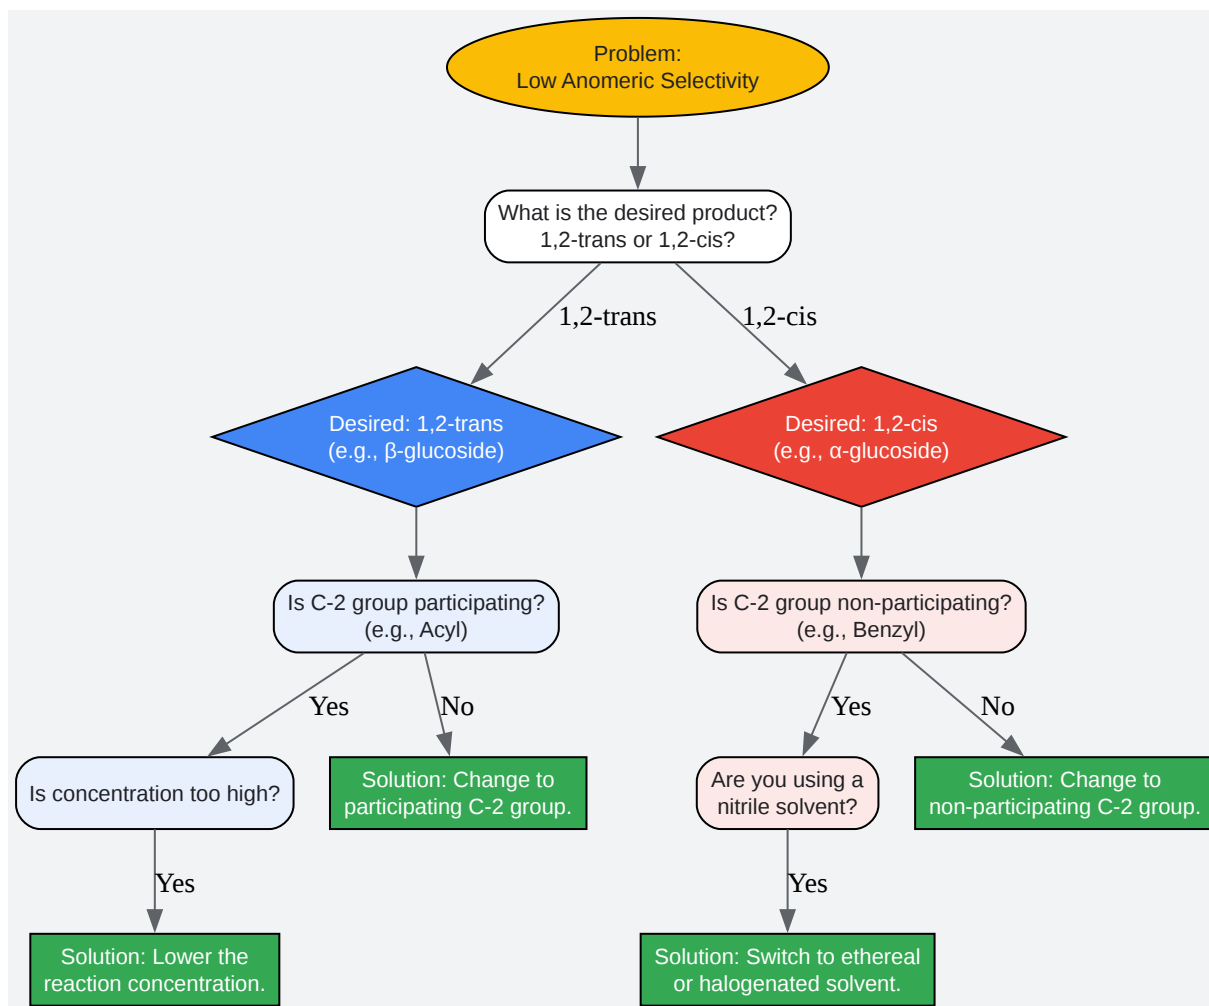 Problem:
Low Anomeric Selectivity
What is the desired product?
1,2-trans or 1,2-cis?
1,2-trans
1,2-cis
Desired: 1,2-trans
(e.g., β-glucoside)
Desired: 1,2-cis
(e.g., α-glucoside)
Is C-2 group participating?
(e.g., Acyl)
Is C-2 group non-participating?
(e.g., Benzyl)
Yes
No
Yes
No
Is concentration too high?
Solution: Change to
participating C-2 group.
Are you using a
nitrile solvent?
Solution: Change to
non-participating C-2 group.
Yes
Yes
Solution: Lower the
reaction concentration.
Solution: Switch to ethereal
or halogenated solvent.